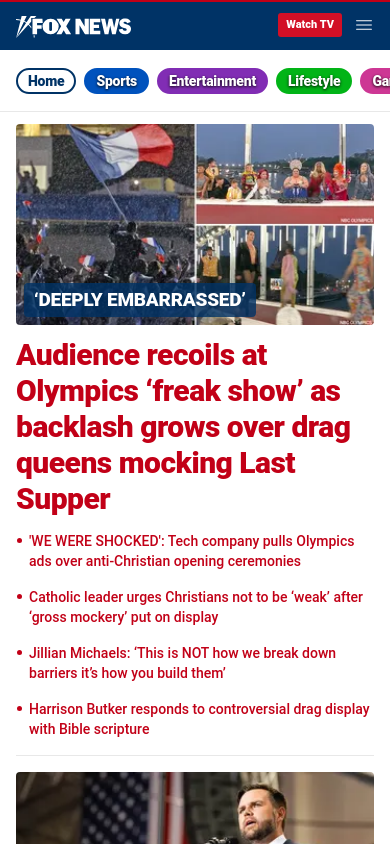 FOX NEWS
Watch TV
Home Sports Entertainment Lifestyle
NBC OLYMPICS
‘DEEPLY EMBARRASSED’
NBC OLYMPICS
Audience recoils at
Olympics ‘freak show’ as
backlash grows over drag
queens mocking Last
Supper
• 'WE WERE SHOCKED': Tech company pulls Olympics
ads over anti-Christian opening ceremonies
• Catholic leader urges Christians not to be ‘weak’ after
‘gross mockery’ put on display
• Jillian Michaels: ‘This is NOT how we break down
barriers it’s how you build them’
• Harrison Butker responds to controversial drag display
with Bible scripture